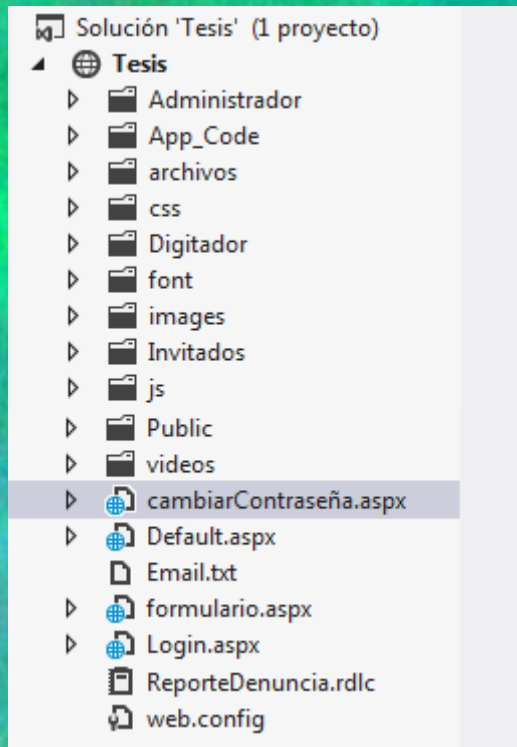 Solución 'Tesis' (1 proyecto)
Tesis
Administrador
App_Code
archivos
css
Digitador
font
images
Invitados
js
Public
videos
cambiarContraseña.aspx
Default.aspx
Email.txt
formulario.aspx
Login.aspx
ReporteDenuncia.rdlc
web.config